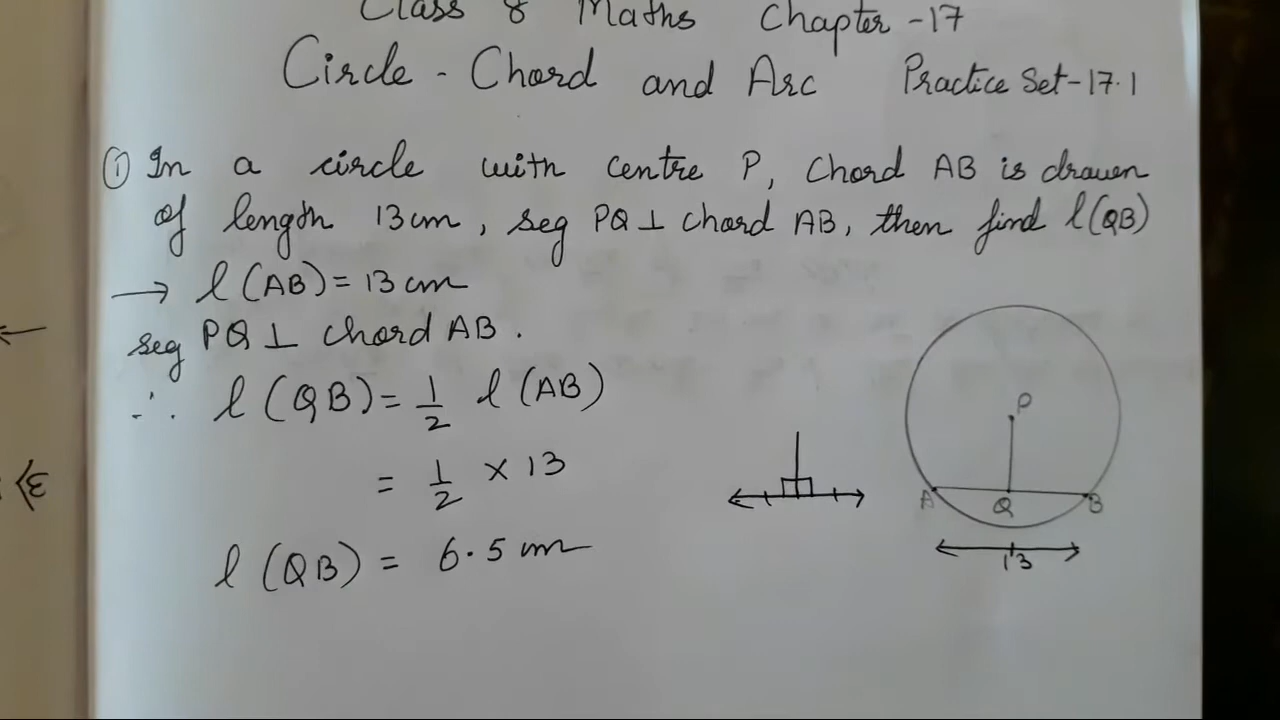 Class 8 Maths Chapter -17
Circle - Chord and Arc Practice Set-17.1
① In a circle with centre P, Chord AB is drawn
of length 13cm, seg PQ ⊥ chord AB, then find l(QB)
→ l(AB) = 13 cm
seg PQ ⊥ chord AB.
∴ l(QB) = 1/2 l(AB)
= 1/2 × 13
l(QB) = 6.5 cm
P
A Q B
13